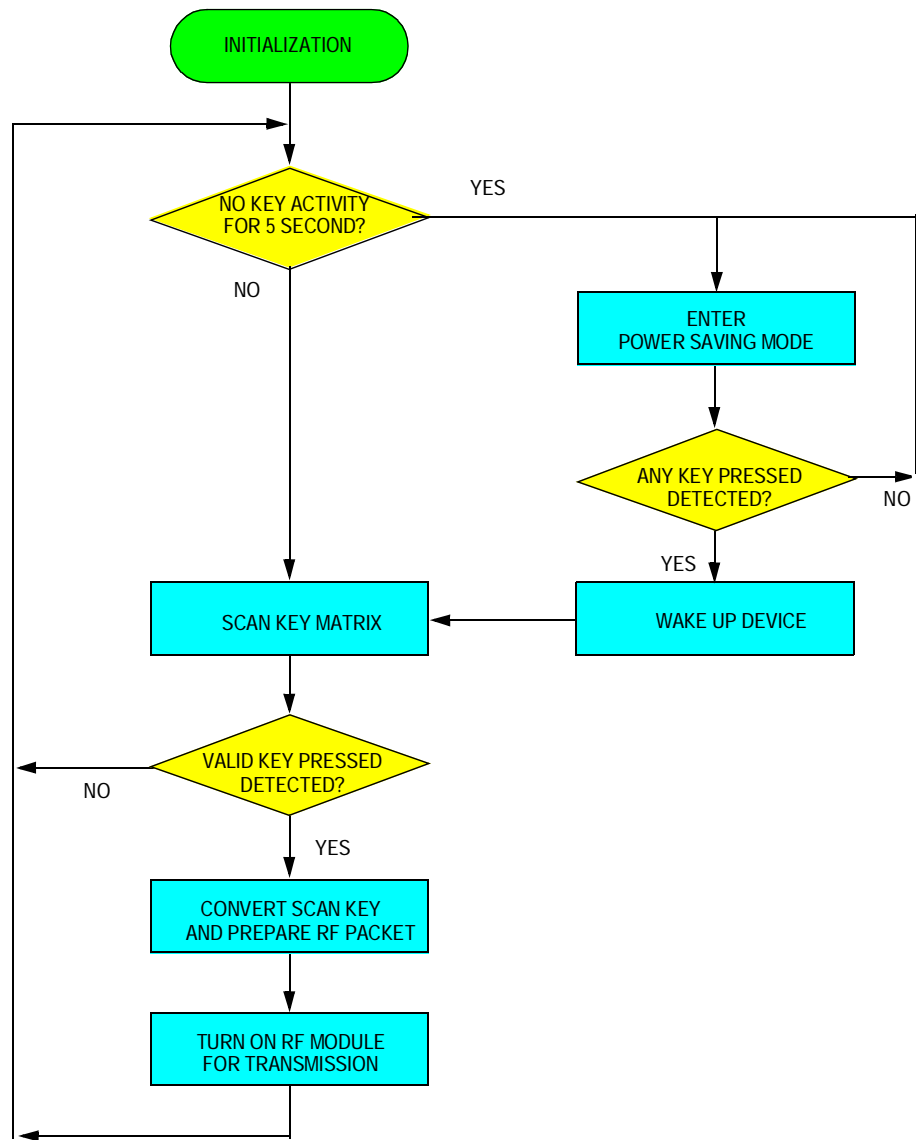 INITIALIZATION
NO KEY ACTIVITY
FOR 5 SECOND?
YES
NO
ENTER
POWER SAVING MODE
ANY KEY PRESSED
DETECTED?
NO
YES
SCAN KEY MATRIX
WAKE UP DEVICE
VALID KEY PRESSED
DETECTED?
NO
YES
CONVERT SCAN KEY
AND PREPARE RF PACKET
TURN ON RF MODULE
FOR TRANSMISSION